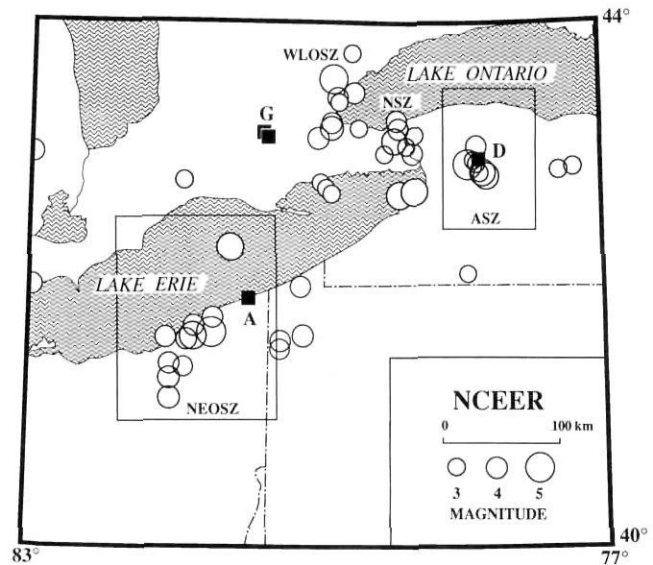 44°
WLOSZ
LAKE ONTARIO
NSZ
G
D
ASZ
LAKE ERIE
A
NEOSZ
NCEER
0 100 km
3 4 5
MAGNITUDE
40°
83° 77°